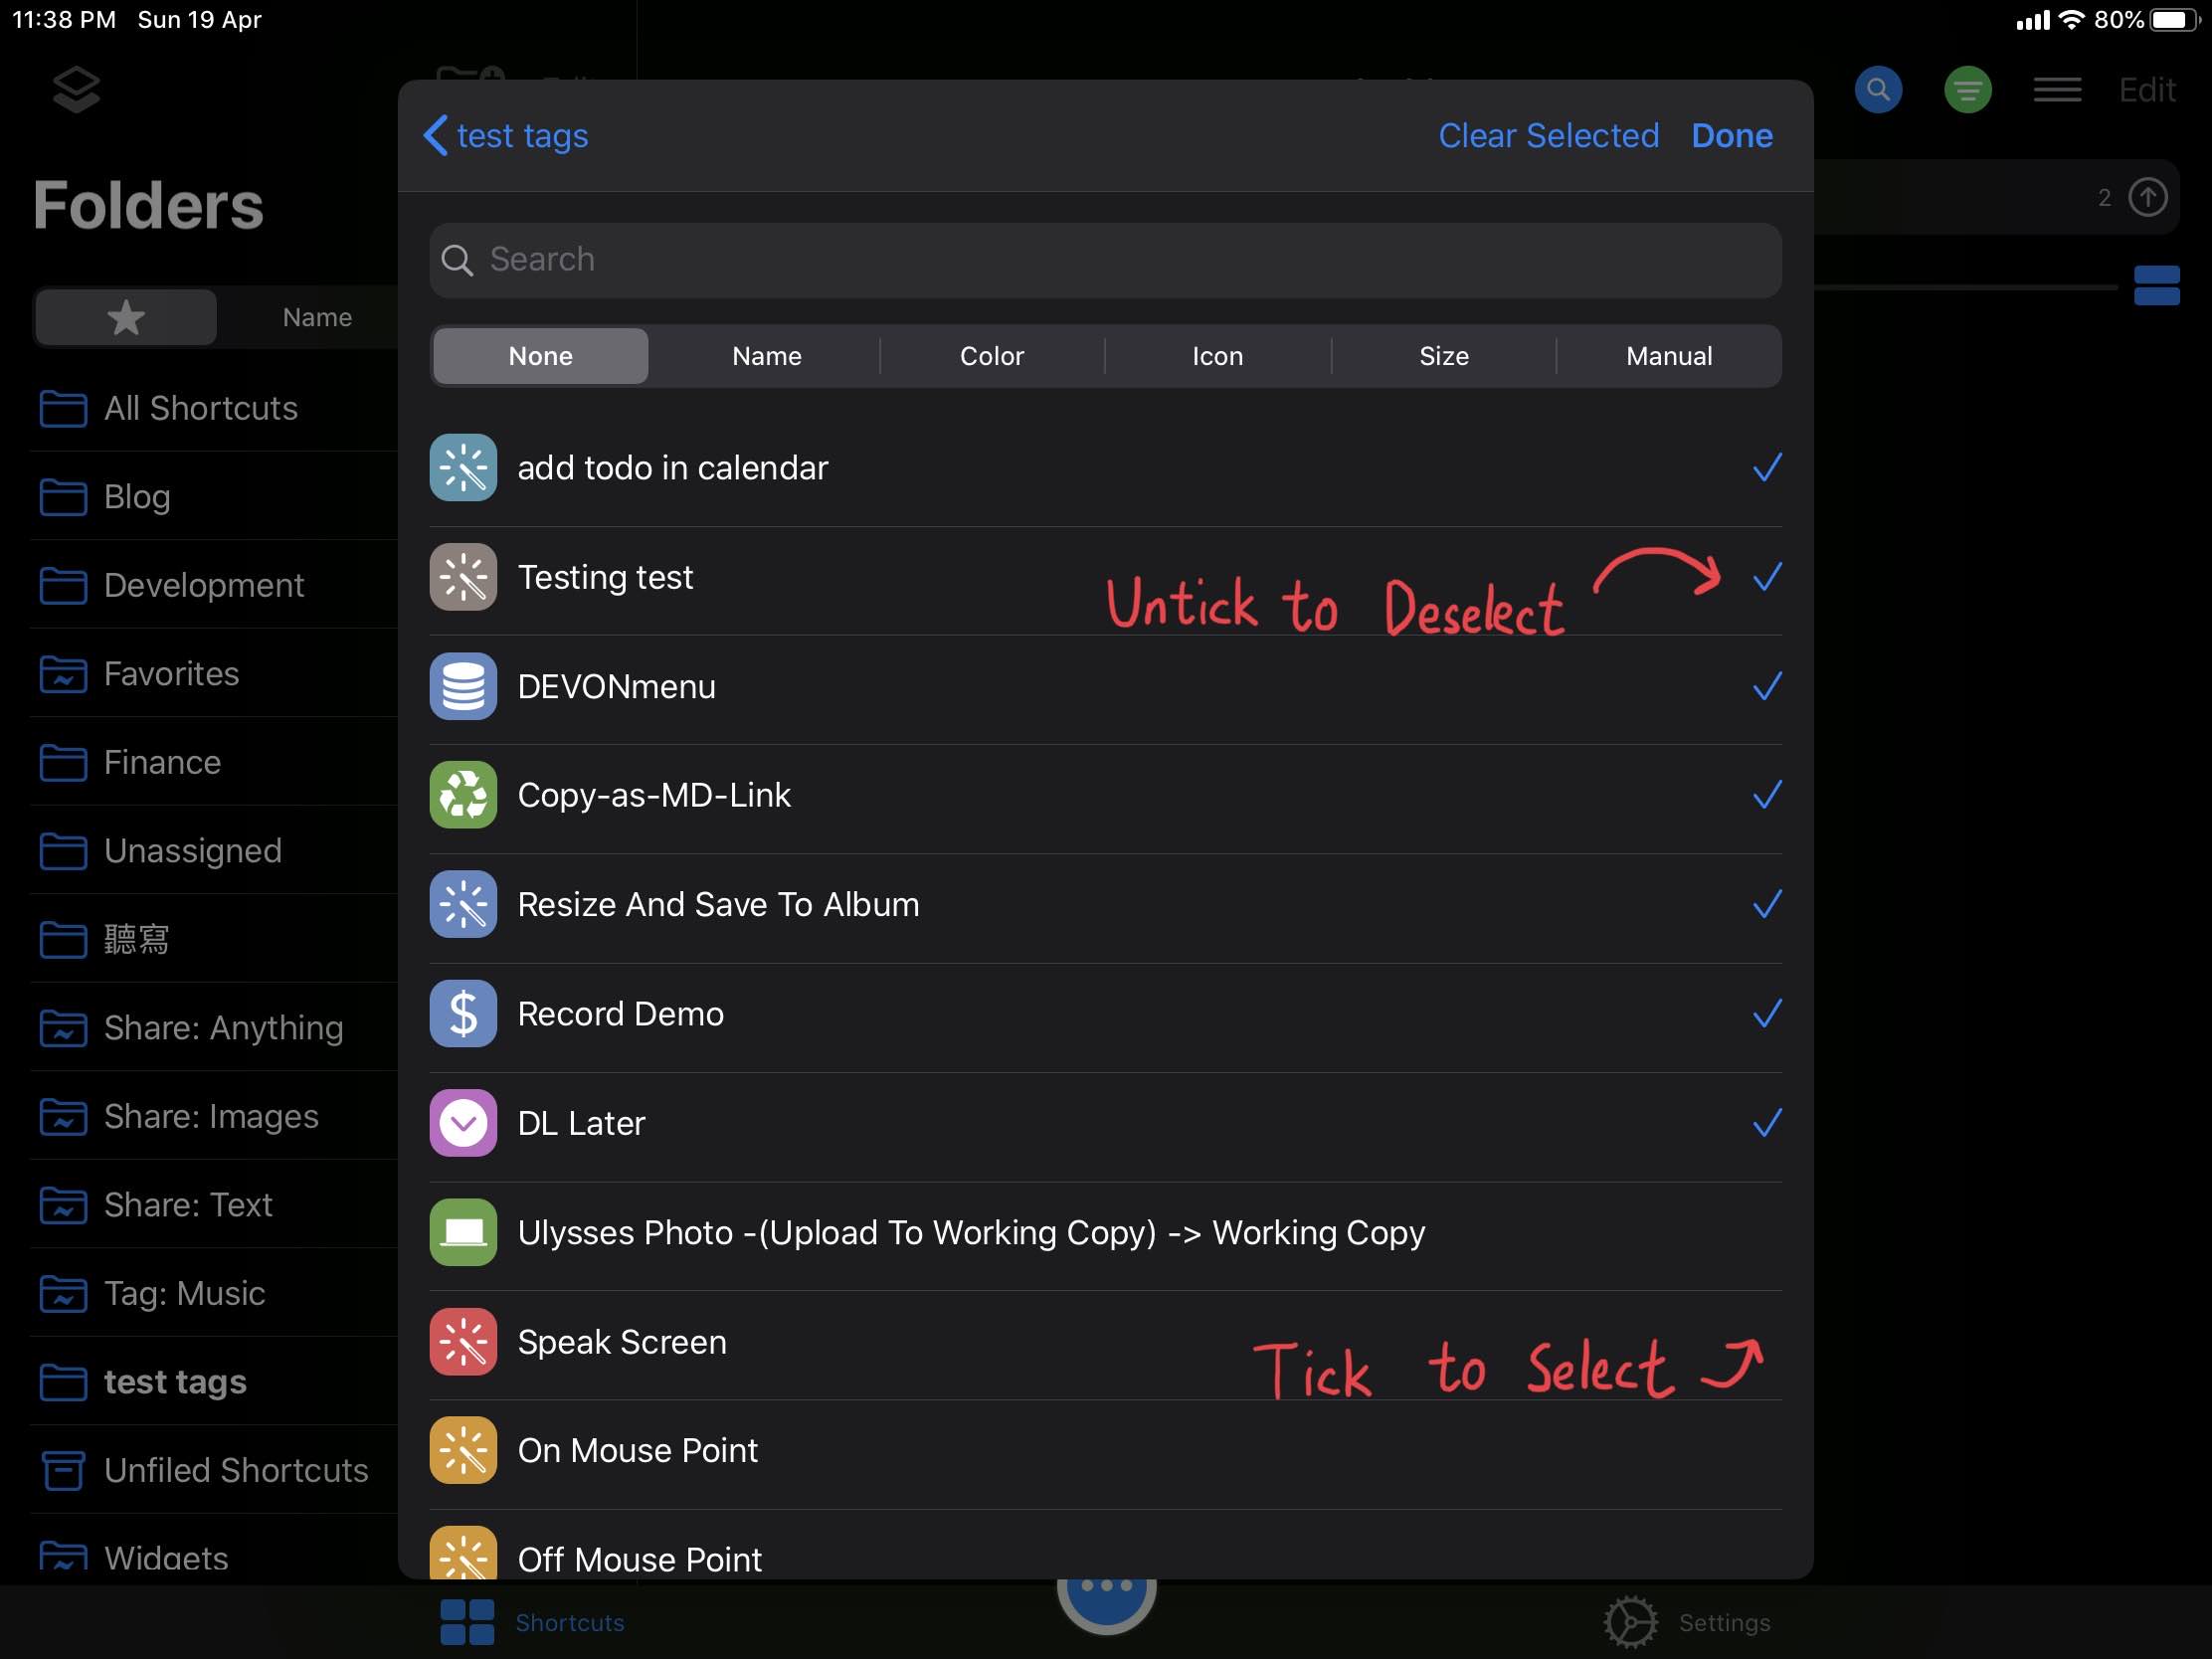 11:38 PM Sun 19 Apr
80%
Edit
test tags
Clear Selected
Done
Folders
2
Search
Name
None
Name
Color
Icon
Size
Manual
All Shortcuts
Blog
Development
Favorites
Finance
Unassigned
聽寫
Share: Anything
Share: Images
Share: Text
Tag: Music
test tags
Unfiled Shortcuts
Widgets
add todo in calendar
Testing test
Untick to Deselect
DEVONmenu
Copy-as-MD-Link
Resize And Save To Album
Record Demo
DL Later
Ulysses Photo -(Upload To Working Copy) -> Working Copy
Speak Screen
Tick to Select
On Mouse Point
Off Mouse Point
Shortcuts
Settings